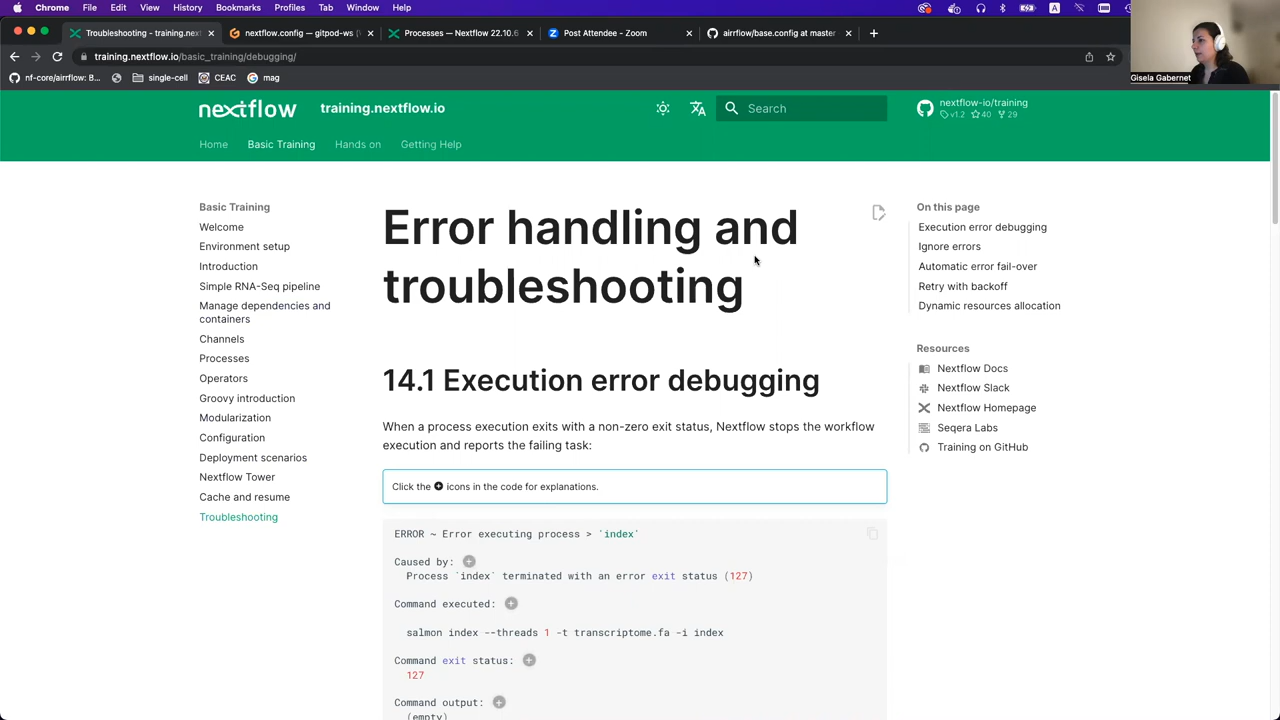 Chrome File Edit View History Bookmarks Profiles Tab Window Help
Troubleshooting - training.nex
nextflow.config — gitpod-ws (W
Processes — Nextflow 22.10.6
Post Attendee - Zoom
airrflow/base.config at master
training.nextflow.io/basic_training/debugging/
nf-core/airrflow: B...
single-cell
CEAC
mag
Gisela Gabernet
nextflow
training.nextflow.io
Search
nextflow-io/training
v1.2 40 29
Home
Basic Training
Hands on
Getting Help
Basic Training
Welcome
Environment setup
Introduction
Simple RNA-Seq pipeline
Manage dependencies and
containers
Channels
Processes
Operators
Groovy introduction
Modularization
Configuration
Deployment scenarios
Nextflow Tower
Cache and resume
Troubleshooting
Error handling and
troubleshooting
14.1 Execution error debugging
When a process execution exits with a non-zero exit status, Nextflow stops the workflow
execution and reports the failing task:
Click the icons in the code for explanations.
ERROR ~ Error executing process > 'index'
Caused by:
Process `index` terminated with an error exit status (127)
Command executed:
salmon index --threads 1 -t transcriptome.fa -i index
Command exit status:
127
Command output:
(empty)
On this page
Execution error debugging
Ignore errors
Automatic error fail-over
Retry with backoff
Dynamic resources allocation
Resources
Nextflow Docs
Nextflow Slack
Nextflow Homepage
Seqera Labs
Training on GitHub